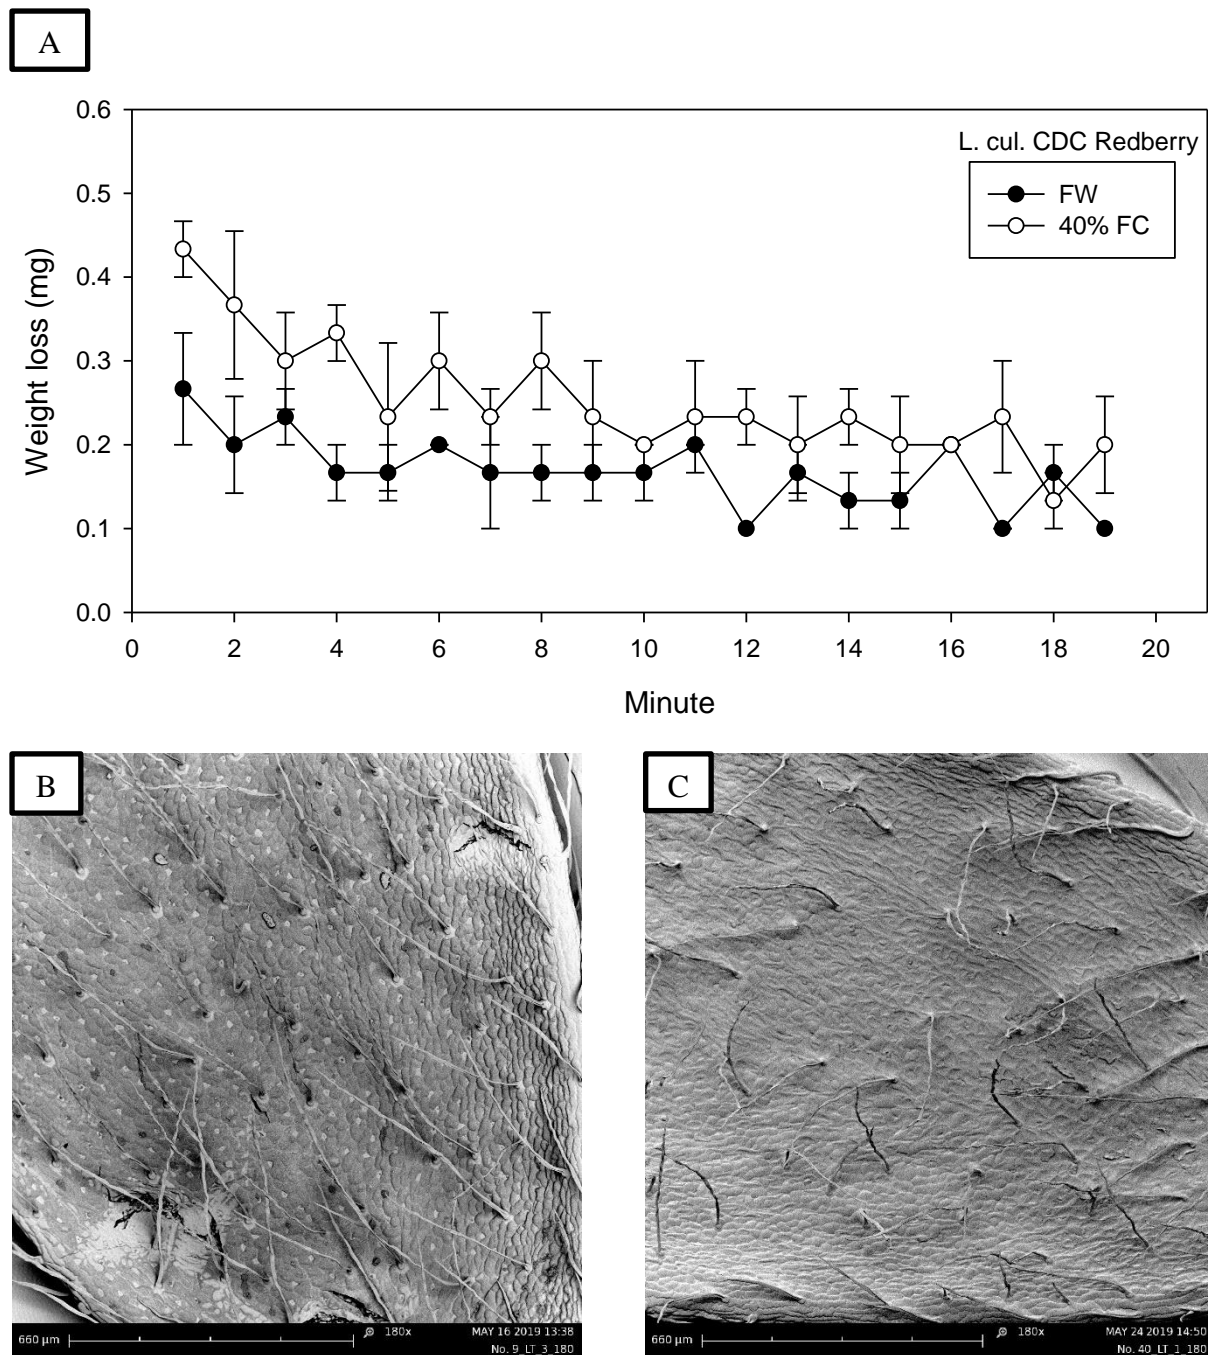 A
0.6
0.5
0.4
0.3
0.2
0.1
0.0
Weight loss (mg)
L. cul. CDC Redberry
FW
40% FC
0 2 4 6 8 10 12 14 16 18 20
Minute
B
C
660 µm 180x MAY 16 2019 13:38
No. 9_LT_3_180
660 µm 180x MAY 24 2019 14:50
No. 40_LT_1_180